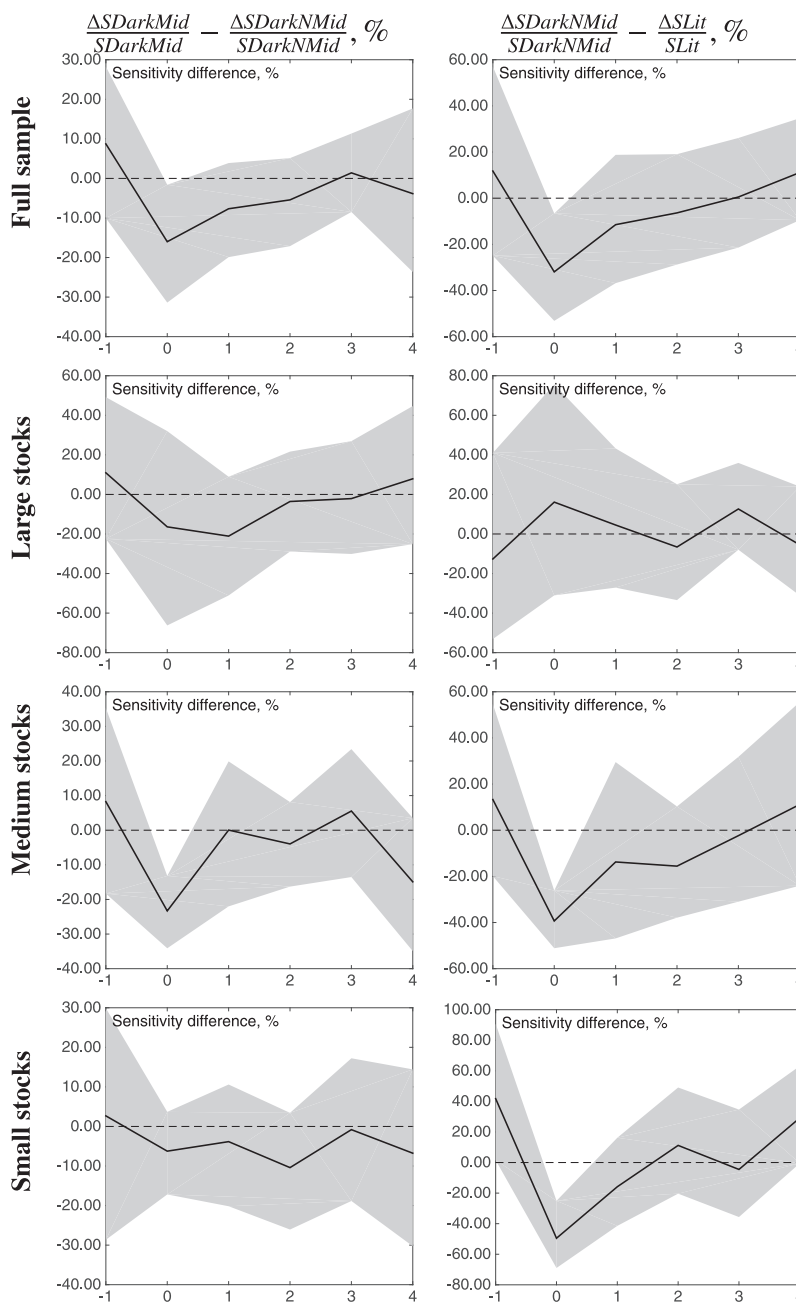 ΔSDarkMid/SDarkMid − ΔSDarkNMid/SDarkNMid, %
ΔSDarkNMid/SDarkNMid − ΔSLit/SLit, %
Full sample
Sensitivity difference, %
30.00
20.00
10.00
0.00
-10.00
-20.00
-30.00
-40.00
-1 0 1 2 3 4
Sensitivity difference, %
60.00
40.00
20.00
0.00
-20.00
-40.00
-60.00
-1 0 1 2 3
Large stocks
Sensitivity difference, %
60.00
40.00
20.00
0.00
-20.00
-40.00
-60.00
-80.00
-1 0 1 2 3 4
Sensitivity difference, %
80.00
60.00
40.00
20.00
0.00
-20.00
-40.00
-60.00
-1 0 1 2 3
Medium stocks
Sensitivity difference, %
40.00
30.00
20.00
10.00
0.00
-10.00
-20.00
-30.00
-40.00
-1 0 1 2 3 4
Sensitivity difference, %
60.00
40.00
20.00
0.00
-20.00
-40.00
-60.00
-1 0 1 2 3
Small stocks
Sensitivity difference, %
30.00
20.00
10.00
0.00
-10.00
-20.00
-30.00
-40.00
-1 0 1 2 3 4
Sensitivity difference, %
100.00
80.00
60.00
40.00
20.00
0.00
-20.00
-40.00
-60.00
-80.00
-1 0 1 2 3